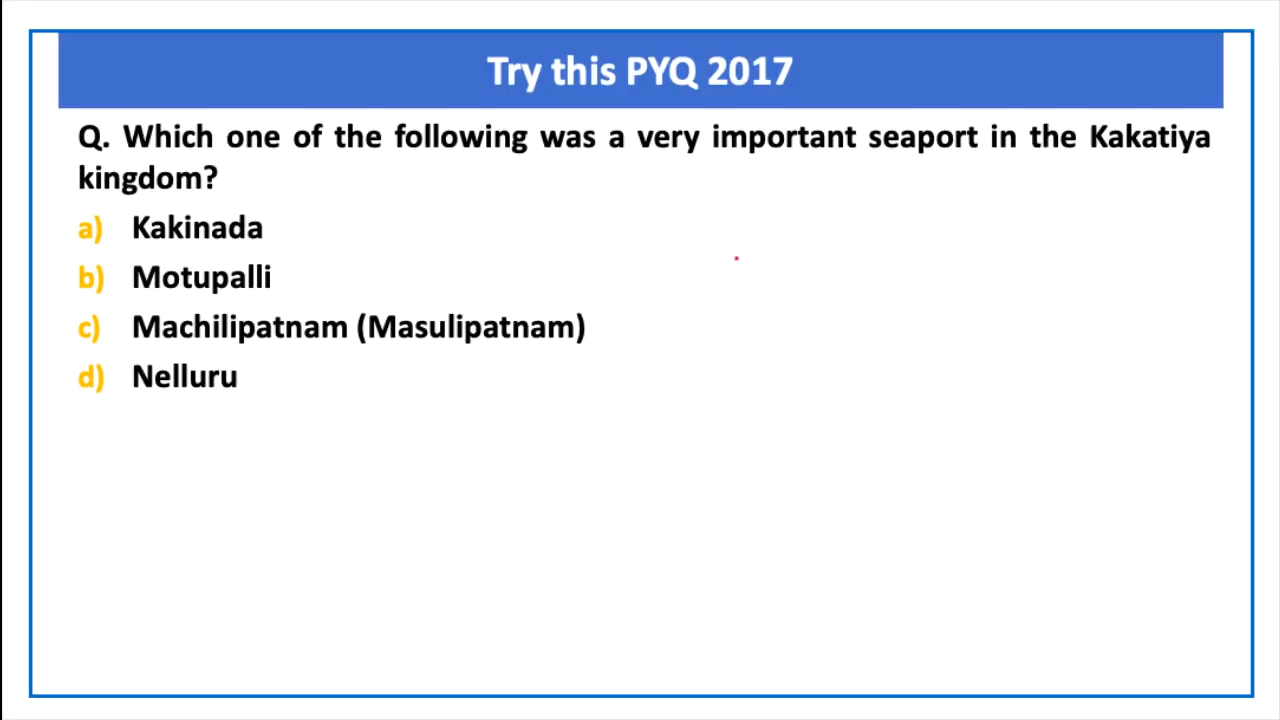 Try this PYQ 2017
Q. Which one of the following was a very important seaport in the Kakatiya
kingdom?
a) Kakinada
b) Motupalli
c) Machilipatnam (Masulipatnam)
d) Nelluru